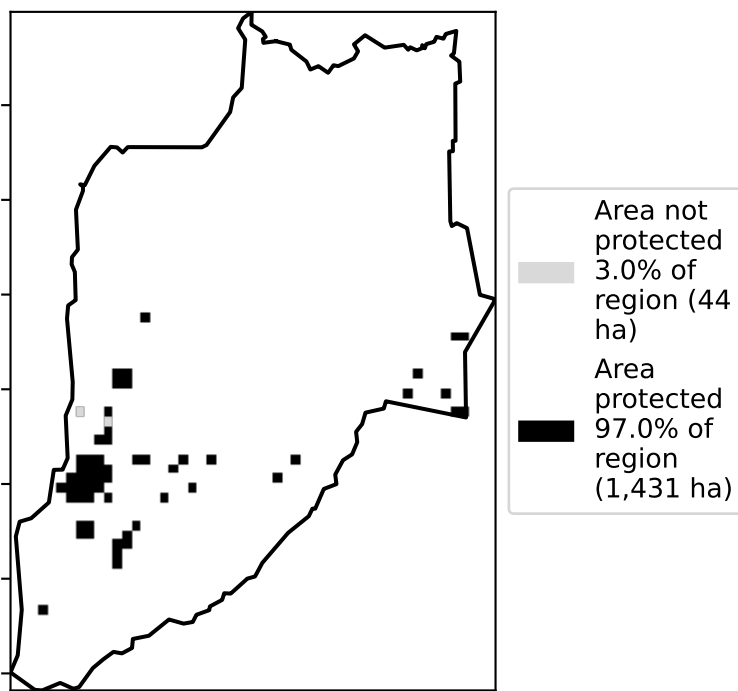 Area not
protected
3.0% of
region (44
ha)
Area
protected
97.0% of
region
(1,431 ha)